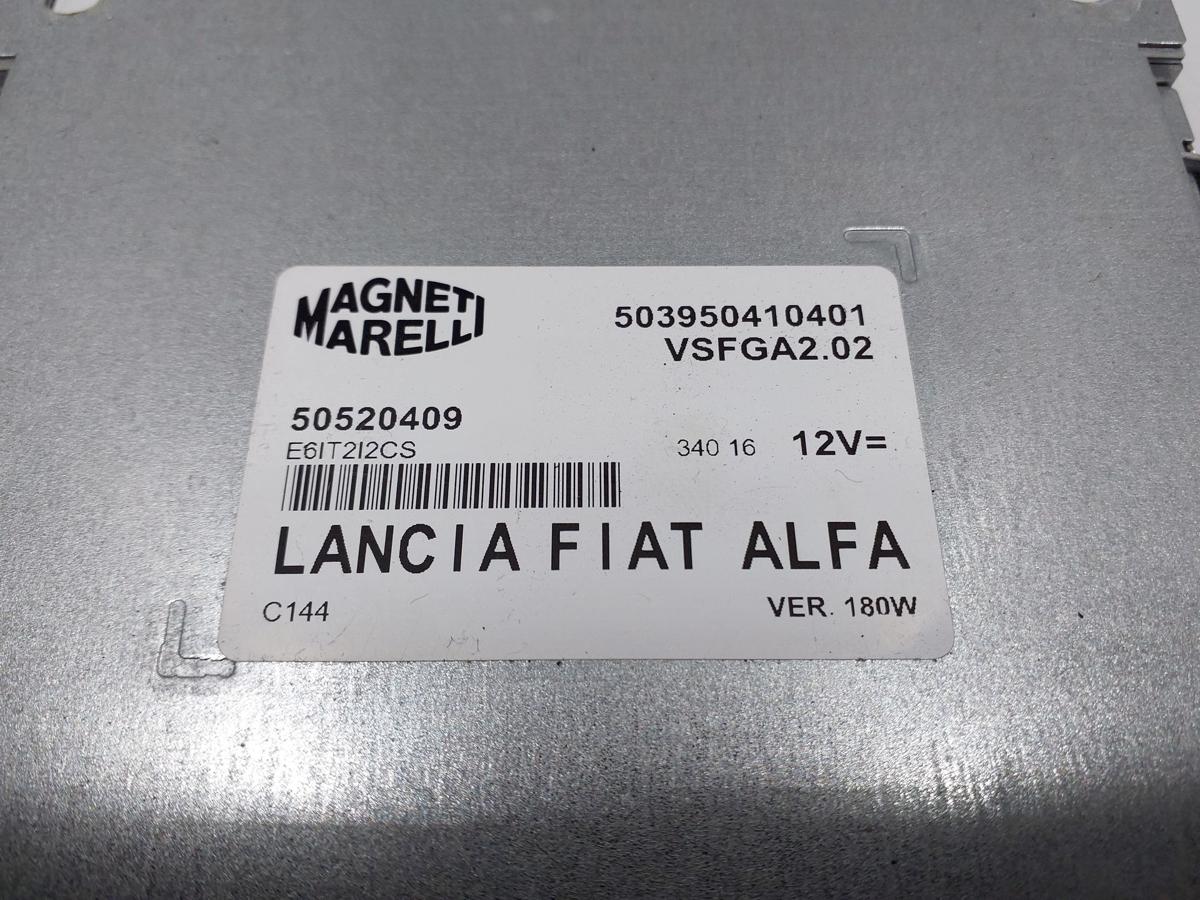 MAGNETI
MARELLI
503950410401
VSFGA2.02
50520409
E6IT2I2CS
340 16 12V=
LANCIA FIAT ALFA
C144 VER. 180W